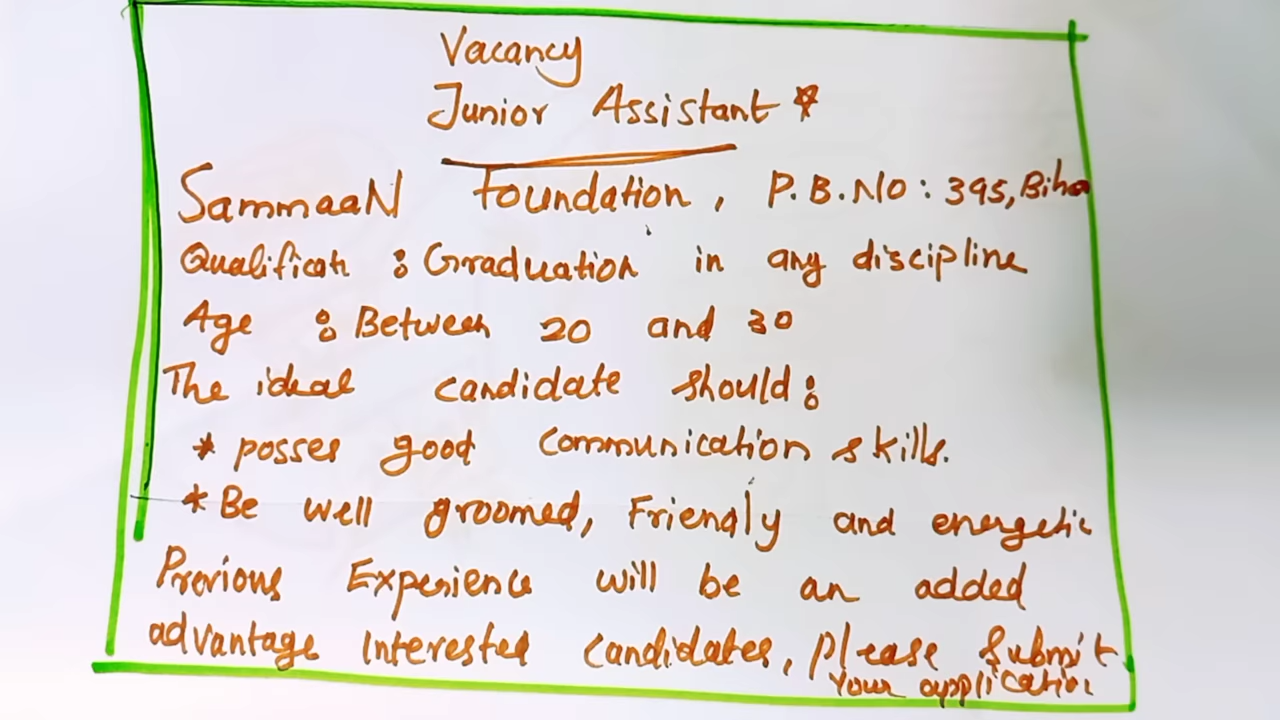 Vacancy
Junior Assistant *
SammaaN Foundation, P.B.No: 395, Bihar
Qualificatn : Graduation in any discipline
Age : Between 20 and 30
The ideal candidate should:
* posses good communication skills.
* Be well groomed, Friendly and energetic
Previous Experience will be an added
advantage Interested candidates, please submit
your application